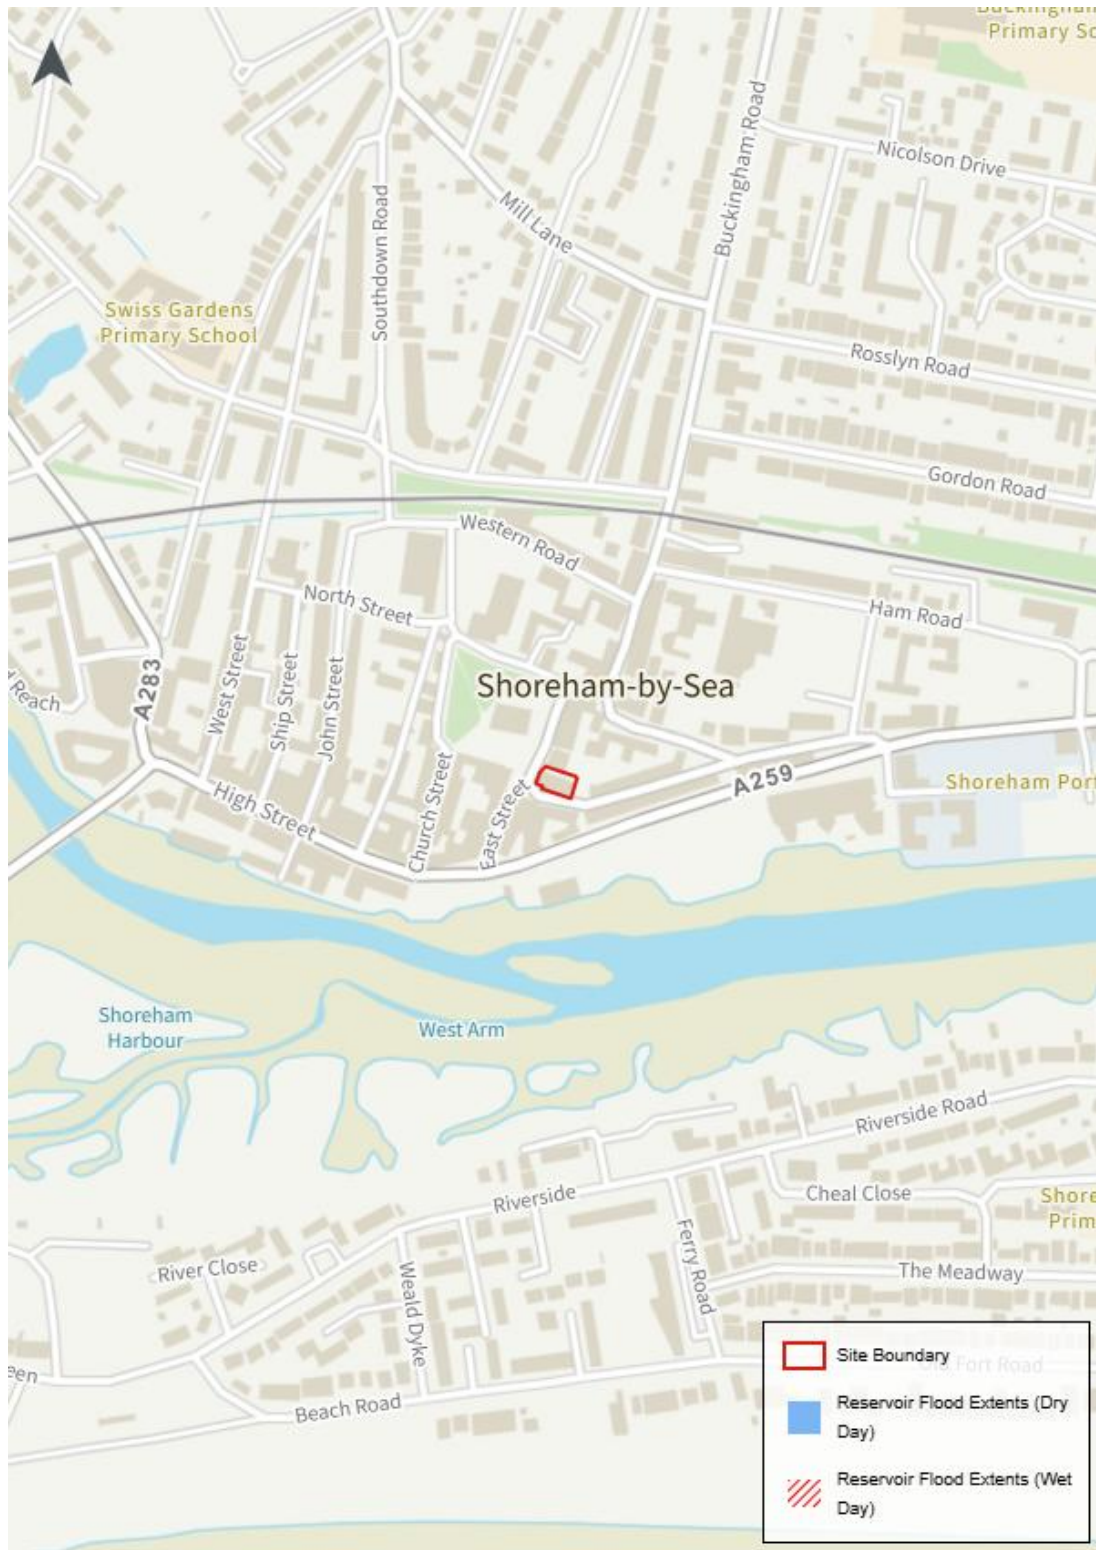 Primary Sc
Nicolson Drive
Buckingham Road
Mill Lane
Southdown Road
Swiss Gardens
Primary School
Rosslyn Road
Gordon Road
Western Road
North Street
Ham Road
Shoreham-by-Sea
A283
West Street
Ship Street
John Street
Reach
High Street
Church Street
East Street
A259
Shoreham Port
Shoreham
Harbour
West Arm
Riverside Road
Riverside
Cheal Close
Shore
Prim
River Close
Weald Dyke
Ferry Road
The Meadway
Beach Road
Site Boundary
Fort Road
Reservoir Flood Extents (Dry
Day)
Reservoir Flood Extents (Wet
Day)